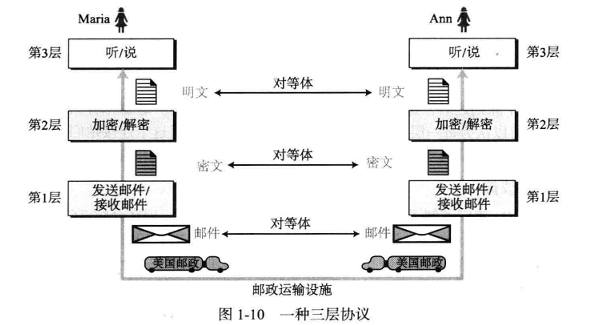 Maria
Ann
第3层
听/说
听/说
第3层
明文
对等体
明文
第2层
加密/解密
加密/解密
第2层
密文
对等体
密文
第1层
发送邮件/
接收邮件
发送邮件/
接收邮件
第1层
邮件
对等体
邮件
美国邮政
美国邮政
邮政运输设施
图 1-10 一种三层协议